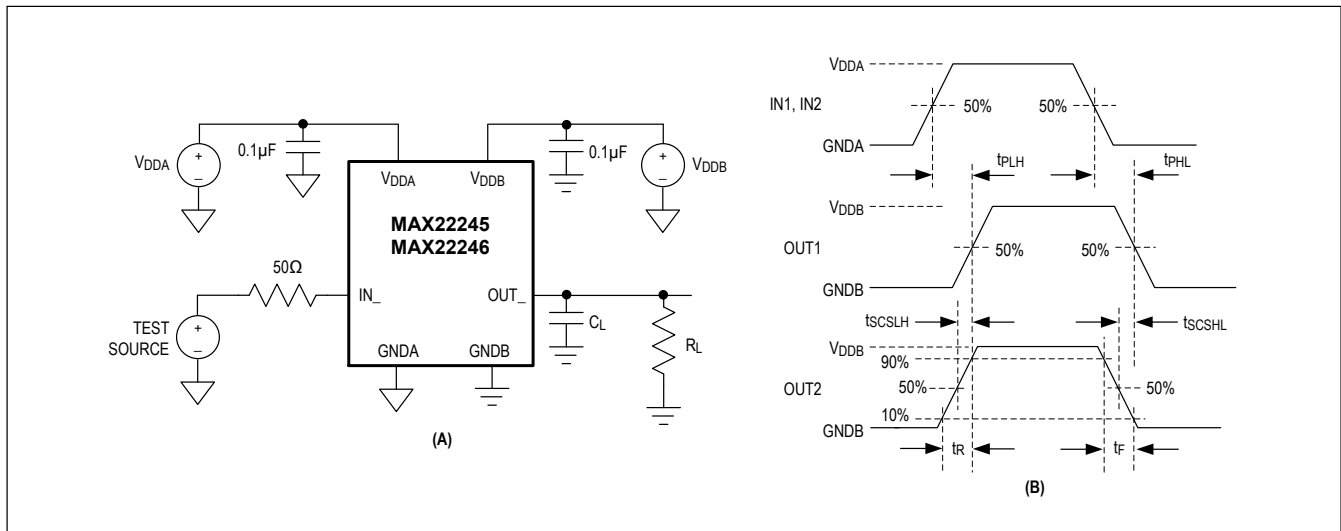 VDDA
0.1µF
0.1µF
VDDB
VDDA
VDDB
MAX22245
MAX22246
50Ω
IN_
OUT_
TEST
SOURCE
CL
RL
GNDA
GNDB
(A)
VDDA
IN1, IN2
50%
50%
GNDA
tPLH
tPHL
VDDB
OUT1
50%
50%
GNDB
tSCSLH
tSCSHL
VDDB
90%
50%
50%
OUT2
10%
GNDB
tR
tF
(B)